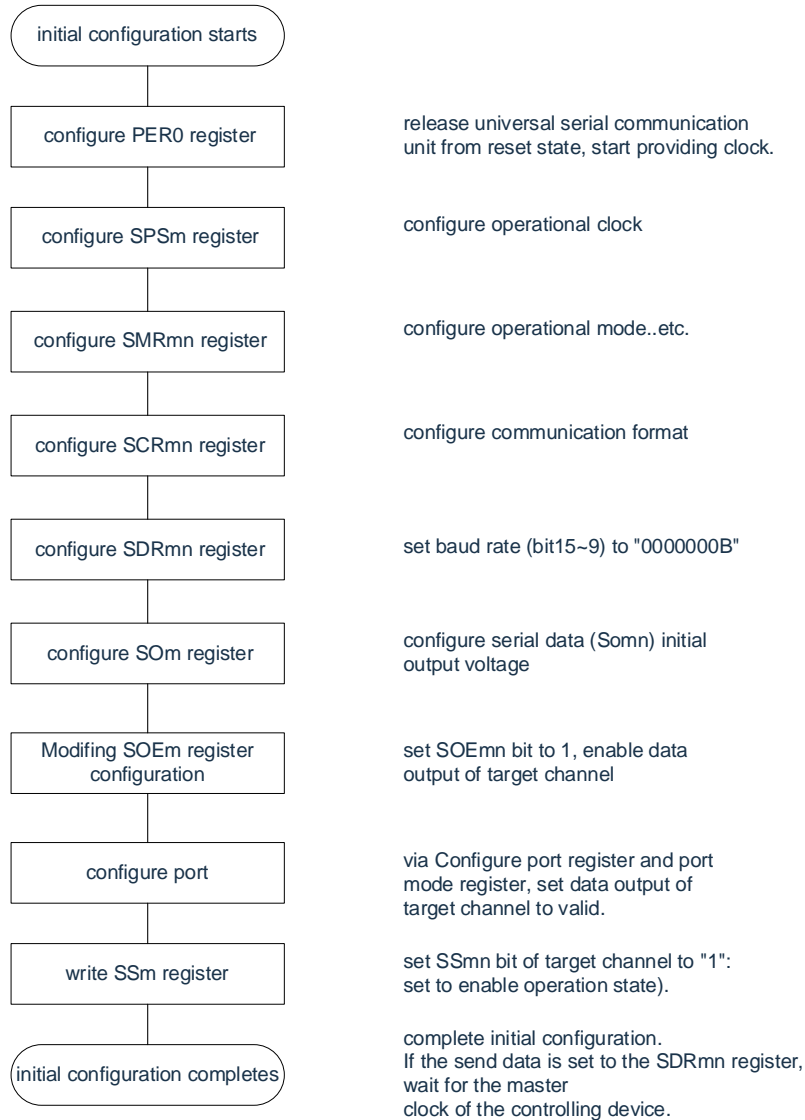 initial configuration starts
configure PER0 register
release universal serial communication
unit from reset state, start providing clock.
configure SPSm register
configure operational clock
configure SMRmn register
configure operational mode..etc.
configure SCRmn register
configure communication format
configure SDRmn register
set baud rate (bit15~9) to "0000000B"
configure SOm register
configure serial data (Somn) initial
output voltage
Modifing SOEm register
configuration
set SOEmn bit to 1, enable data
output of target channel
configure port
via Configure port register and port
mode register, set data output of
target channel to valid.
write SSm register
set SSmn bit of target channel to "1":
set to enable operation state).
initial configuration completes
complete initial configuration.
If the send data is set to the SDRmn register,
wait for the master
clock of the controlling device.